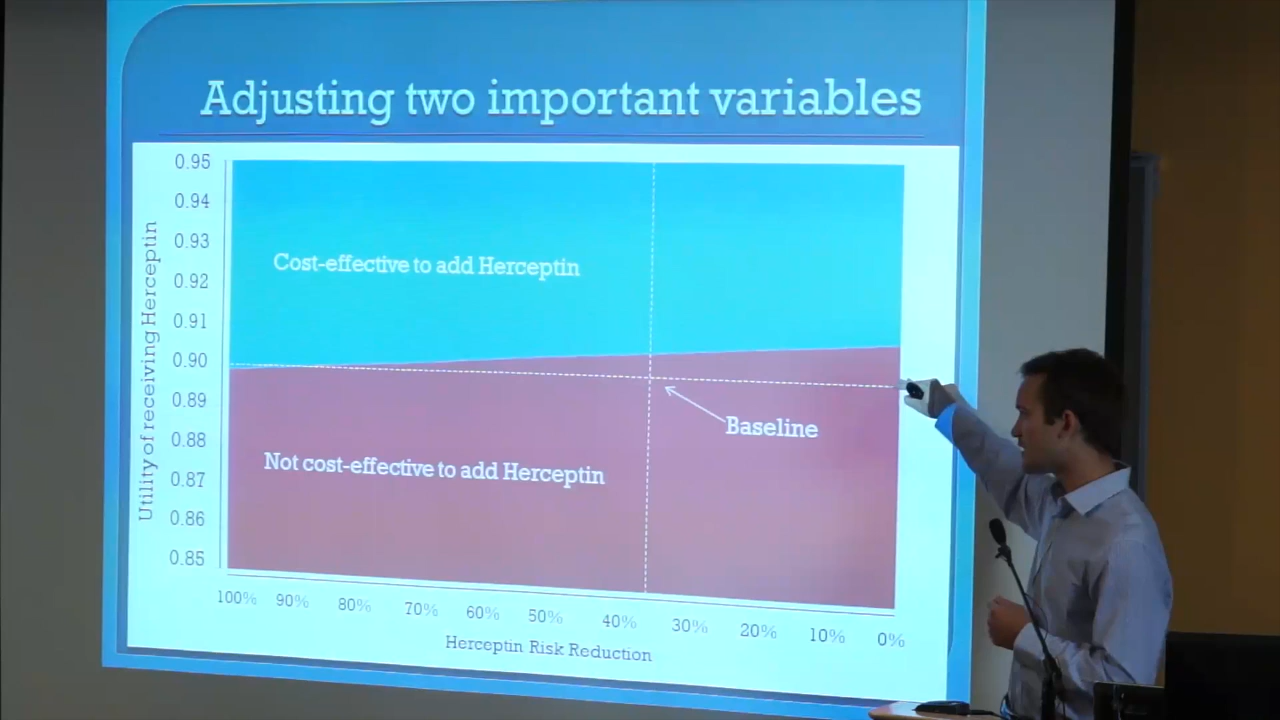 Adjusting two important variables
0.95
0.94
0.93
0.92
0.91
0.90
0.89
0.88
0.87
0.86
0.85
Utility of receiving Herceptin
Cost-effective to add Herceptin
Baseline
Not cost-effective to add Herceptin
100% 90% 80% 70% 60% 50% 40% 30% 20% 10% 0%
Herceptin Risk Reduction